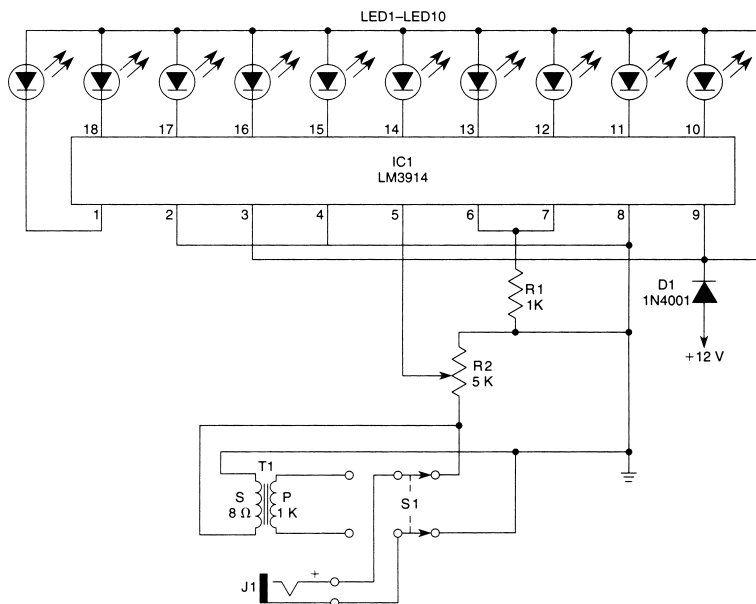 LED1–LED10
18 17 16 15 14 13 12 11 10
IC1
LM3914
1 2 3 4 5 6 7 8 9
R1
1K
D1
1N4001
+12 V
R2
5 K
T1
S P
8 Ω 1 K
S1
+
J1